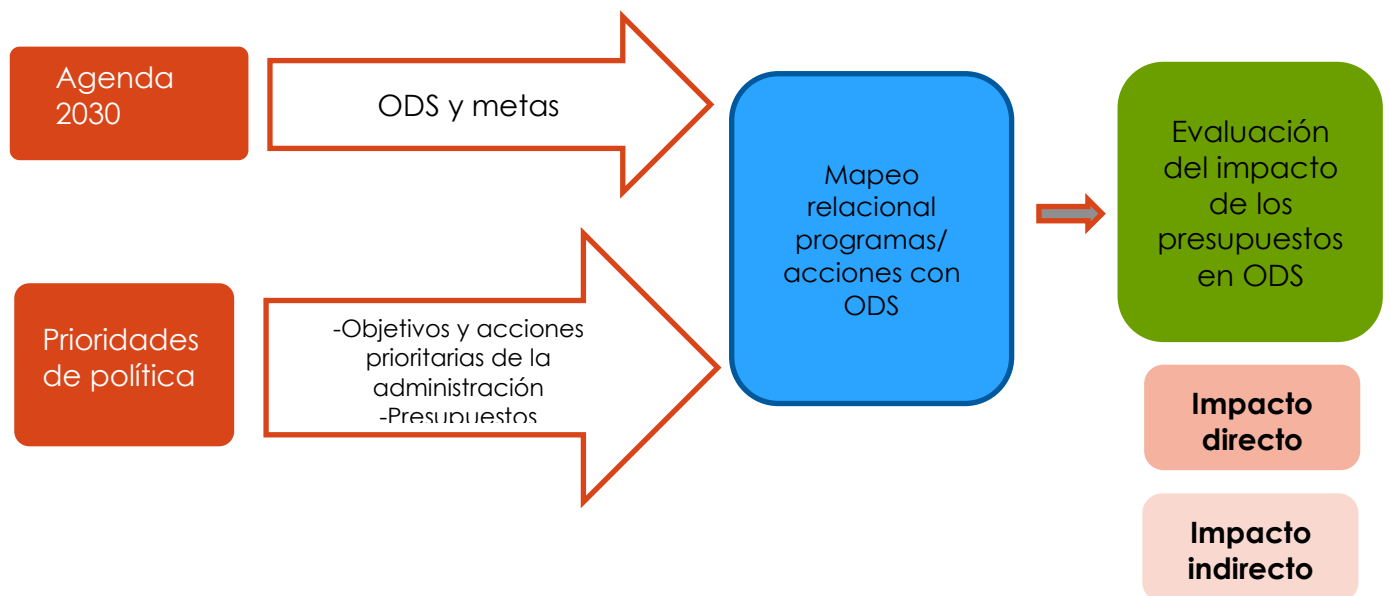 Agenda
2030
ODS y metas
Prioridades
de política
-Objetivos y acciones
prioritarias de la
administración
-Presupuestos
Mapeo
relacional
programas/
acciones con
ODS
Evaluación
del impacto
de los
presupuestos
en ODS
Impacto
directo
Impacto
indirecto